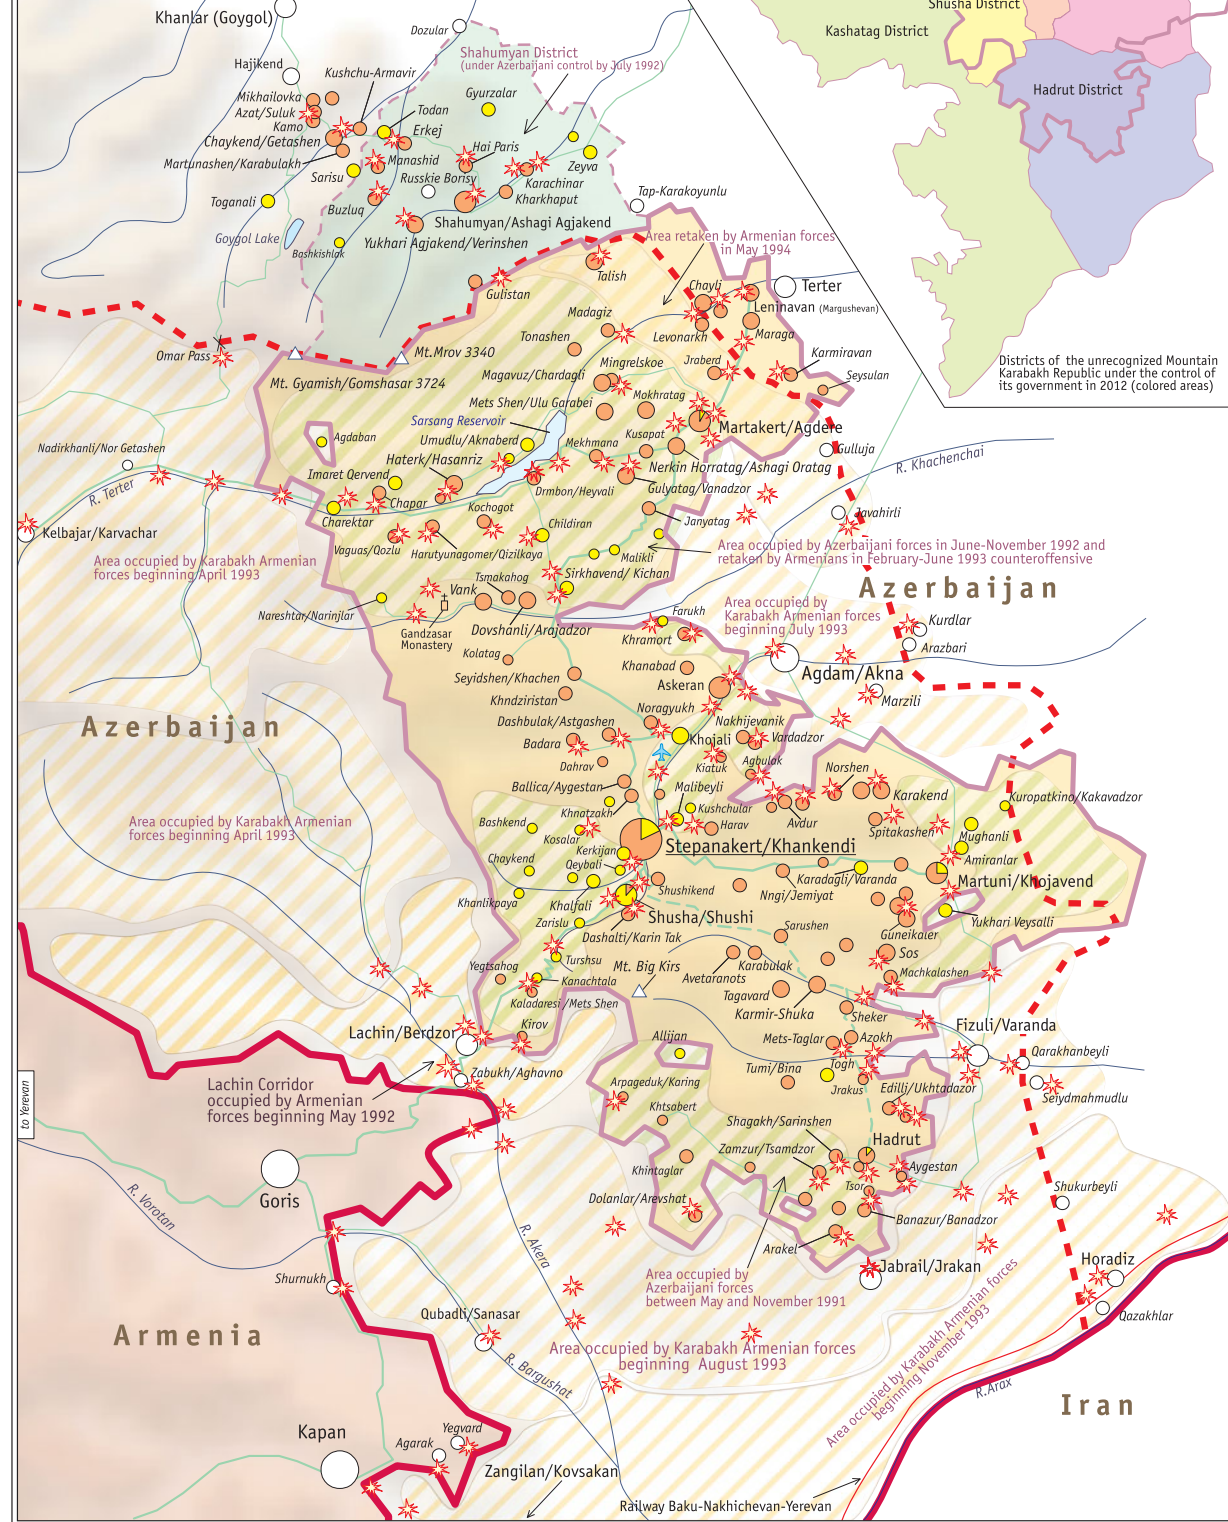 Khanlar (Goygol)
Dozular
Shusha District
Kashatag District
Hadrut District
Hajikend
Kushchu-Armavir
Shahumyan District
(under Azerbaijani control by July 1992)
Mikhailovka
Azat/Suluk
Kamo
Chaykend/Getashen
Martunashen/Karabulakh
Todan
Erkej
Gyurzalar
Manashid
Hai Paris
Zeyva
Sarisu
Russkie Borisy
Karachinar
Kharkhaput
Toganali
Buzluq
Shahumyan/Ashagi Agjakend
Tap-Karakoyunlu
Goygol Lake
Bashkishlak
Yukhari Agjakend/Verinshen
Area retaken by Armenian forces
in May 1994
Talish
Gulistan
Chayli
Terter
Leninavan (Margushevan)
Madagiz
Levonarkh
Maraga
Tonashen
Omar Pass
Mt.Mrov 3340
Mingrelskoe
Jraberd
Karmiravan
Seysulan
Mt. Gyamish/Gomshasar 3724
Magavuz/Chardagli
Mokhratag
Mets Shen/Ulu Garabei
Districts of the unrecognized Mountain
Karabakh Republic under the control of
its government in 2012 (colored areas)
Sarsang Reservoir
Martakert/Agdere
Agdaban
Umudlu/Aknaberd
Mekhmana
Kusapat
Gulluja
Nadirkhanli/Nor Getashen
Haterk/Hasanriz
Nerkin Horratag/Ashagi Oratag
R. Khachenchai
Imaret Qervend
R. Terter
Chapar
Drmbon/Heyvali
Gulyatag/Vanadzor
Charektar
Kochogot
Janyatag
Javahirli
Kelbajar/Karvachar
Childiran
Vaguas/Qozlu
Harutyunagomer/Qizilkaya
Malikli
Area occupied by Azerbaijani forces in June-November 1992 and
retaken by Armenians in February-June 1993 counteroffensive
Area occupied by Karabakh Armenian
forces beginning April 1993
Sirkhavend/ Kichan
Azerbaijan
Vank
Tsmakahog
Nareshtar/Narinjlar
Area occupied by
Karabakh Armenian forces
beginning July 1993
Farukh
Kurdlar
Gandzasar
Monastery
Dovshanli/Arajadzor
Khramort
Arazbari
Kolatag
Seyidshen/Khachen
Khanabad
Agdam/Akna
Askeran
Khndziristan
Marzili
Noragyukh
Azerbaijan
Dashbulak/Astgashen
Nakhijevanik
Badara
Khojali
Vardadzor
Dahrav
Kiatuk
Agbulak
Ballica/Aygestan
Malibeyli
Norshen
Khnatzakh
Karakend
Kuropatkino/Kakavadzor
Area occupied by Karabakh Armenian
forces beginning April 1993
Bashkend
Kushchular
Harav
Avdur
Spitakashen
Mughanli
Kosalar
Stepanakert/Khankendi
Kerkijan
Amiranlar
Chaykend
Qeybali
Karadagli/Varanda
Martuni/Khojavend
Shushikend
Nngi/Jemiyat
Khanlikpaya
Khalfali
Zarislu
Shusha/Shushi
Yukhari Veysalli
Sarushen
Guneikaler
Dashalti/Karin Tak
Turshsu
Sos
Yegtsahog
Mt. Big Kirs
Karabulak
Avetaranots
Machkalashen
Kanachtala
Kaladaresi /Mets Shen
Tagavard
Karmir-Shuka
Sheker
Kirov
Lachin/Berdzor
Allijan
Mets-Taglar
Azokh
Fizuli/Varanda
Qarakhanbeyli
Zabukh/Aghavno
Togh
Tumi/Bina
to Yerevan
Lachin Corridor
occupied by Armenian
forces beginning May 1992
Arpageduk/Karing
Jrakus
Edilli/Ukhtadazor
Seiydmahmudlu
Khtsabert
Shagakh/Sarinshen
Hadrut
Zamzur/Tsamdzor
Goris
Khintaglar
Aygestan
R. Vorotan
Dolanlar/Arevshat
Tsor
Shukurbeyli
Banazur/Banadzor
R. Akera
Arakel
Shurnukh
Area occupied by
Azerbaijani forces
between May and November 1991
Jabrail/Jrakan
Horadiz
Qazakhlar
Qubadli/Sanasar
Armenia
Area occupied by Karabakh Armenian forces
beginning August 1993
Area occupied by Karabakh Armenian forces
beginning November 1993
R. Bargushat
R.Arax
Iran
Kapan
Yegvard
Agarak
Zangilan/Kovsakan
Railway Baku-Nakhichevan-Yerevan